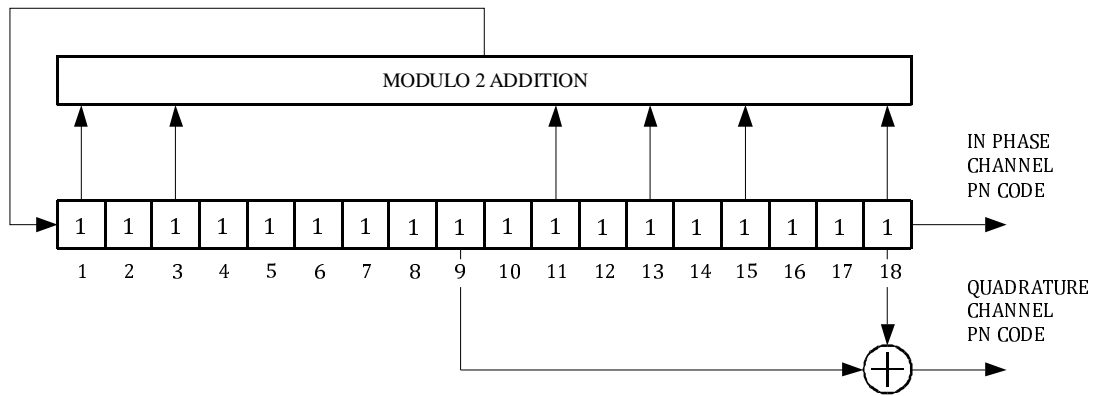 MODULO 2 ADDITION
IN PHASE
CHANNEL
PN CODE
1 1 1 1 1 1 1 1 1 1 1 1 1 1 1 1 1 1
1 2 3 4 5 6 7 8 9 10 11 12 13 14 15 16 17 18
QUADRATURE
CHANNEL
PN CODE